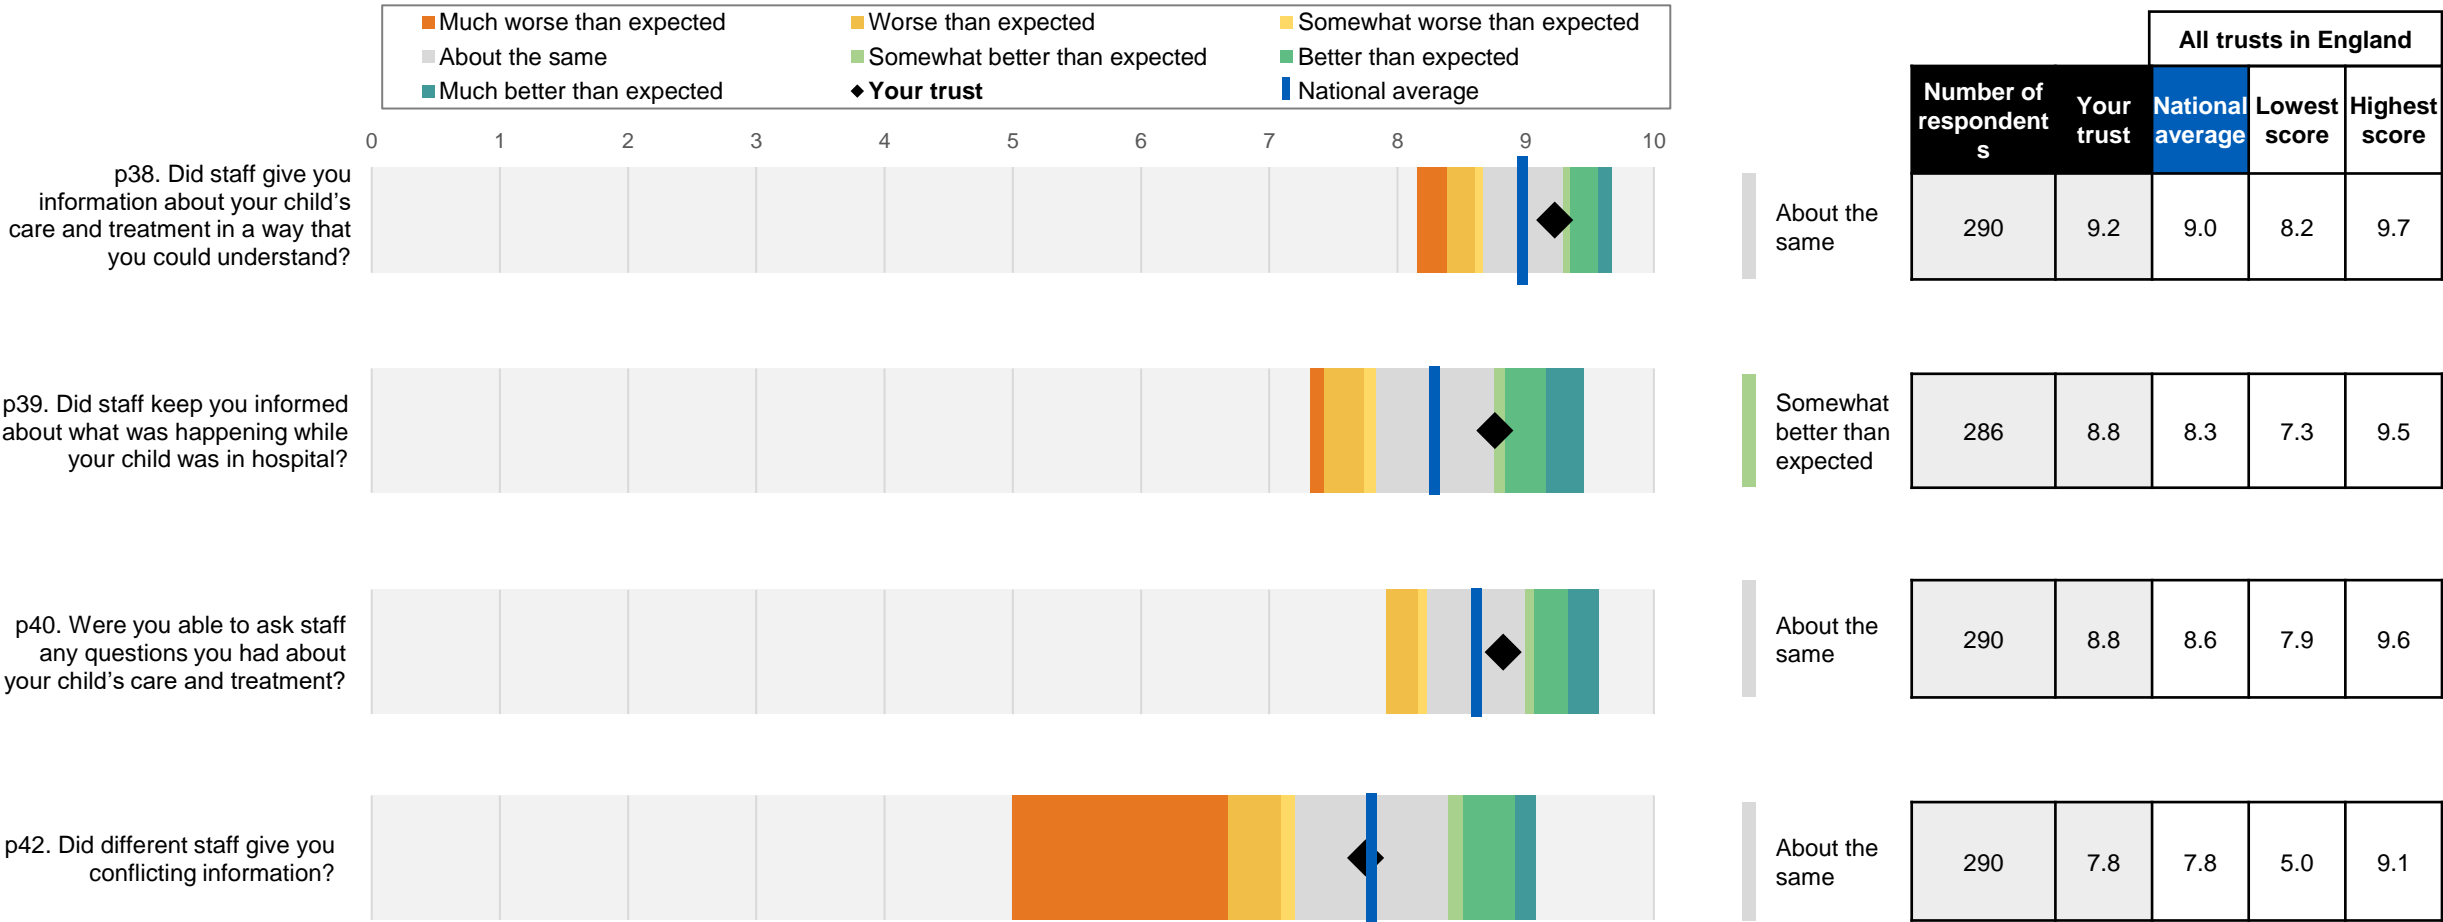 Much worse than expected Worse than expected Somewhat worse than expected
About the same Somewhat better than expected Better than expected
Much better than expected Your trust National average
All trusts in England
Number of
respondent
s
Your
trust
National
average
Lowest
score
Highest
score
0 1 2 3 4 5 6 7 8 9 10
p38. Did staff give you
information about your child’s
care and treatment in a way that
you could understand?
About the
same
290 9.2 9.0 8.2 9.7
p39. Did staff keep you informed
about what was happening while
your child was in hospital?
Somewhat
better than
expected
286 8.8 8.3 7.3 9.5
p40. Were you able to ask staff
any questions you had about
your child’s care and treatment?
About the
same
290 8.8 8.6 7.9 9.6
p42. Did different staff give you
conflicting information?
About the
same
290 7.8 7.8 5.0 9.1